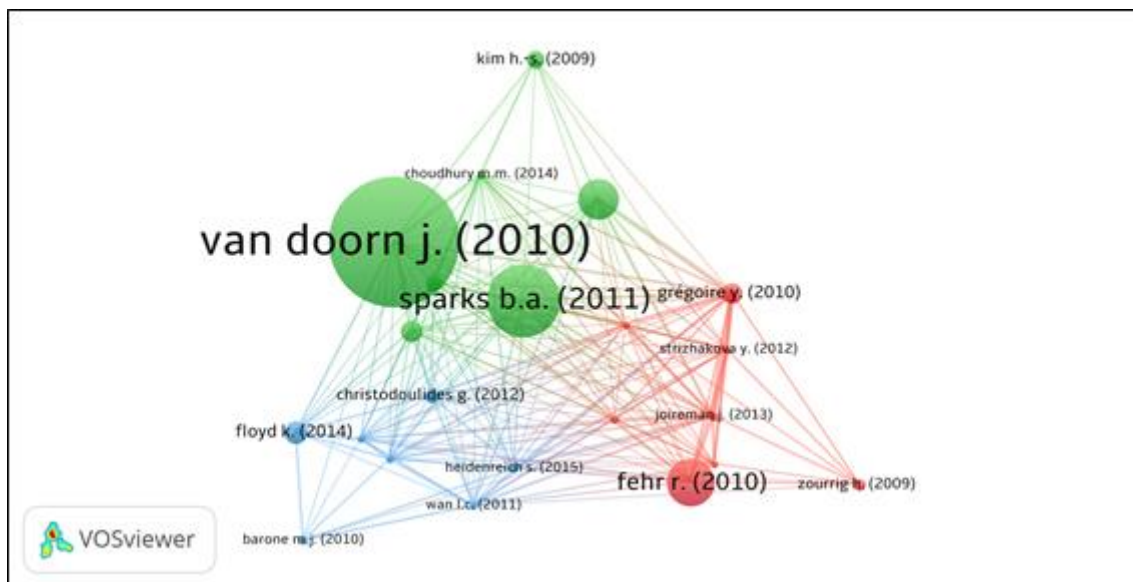 kim h.-s. (2009)
choudhury m.m. (2014)
van doorn j. (2010)
sparks b.a. (2011)
grégoire y. (2010)
strizhakova y. (2012)
christodoulides g. (2012)
joireman j. (2013)
floyd k. (2014)
heidenreich s. (2015)
fehr r. (2010)
zourrig h. (2009)
wan l.c. (2011)
barone m.j. (2010)
VOSviewer